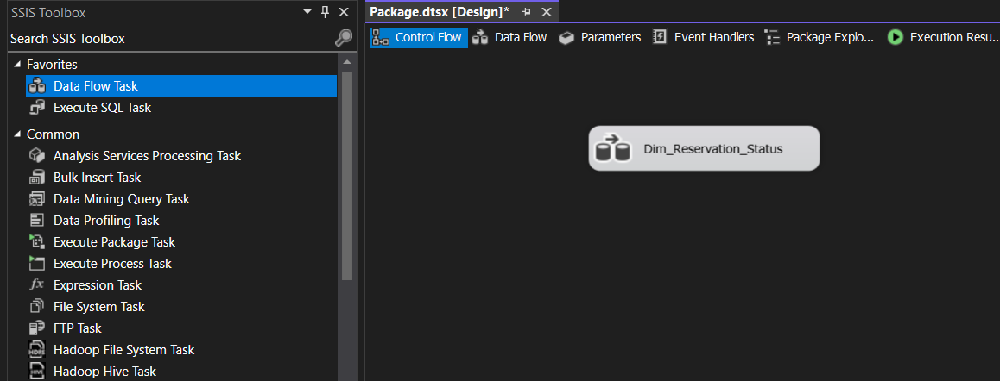 SSIS Toolbox
Search SSIS Toolbox
Favorites
Data Flow Task
Execute SQL Task
Common
Analysis Services Processing Task
Bulk Insert Task
Data Mining Query Task
Data Profiling Task
Execute Package Task
Execute Process Task
fx Expression Task
File System Task
FTP Task
Hadoop File System Task
Hadoop Hive Task
Package.dtsx [Design]*
Control Flow Data Flow Parameters Event Handlers Package Explo... Execution Resu...
Dim_Reservation_Status